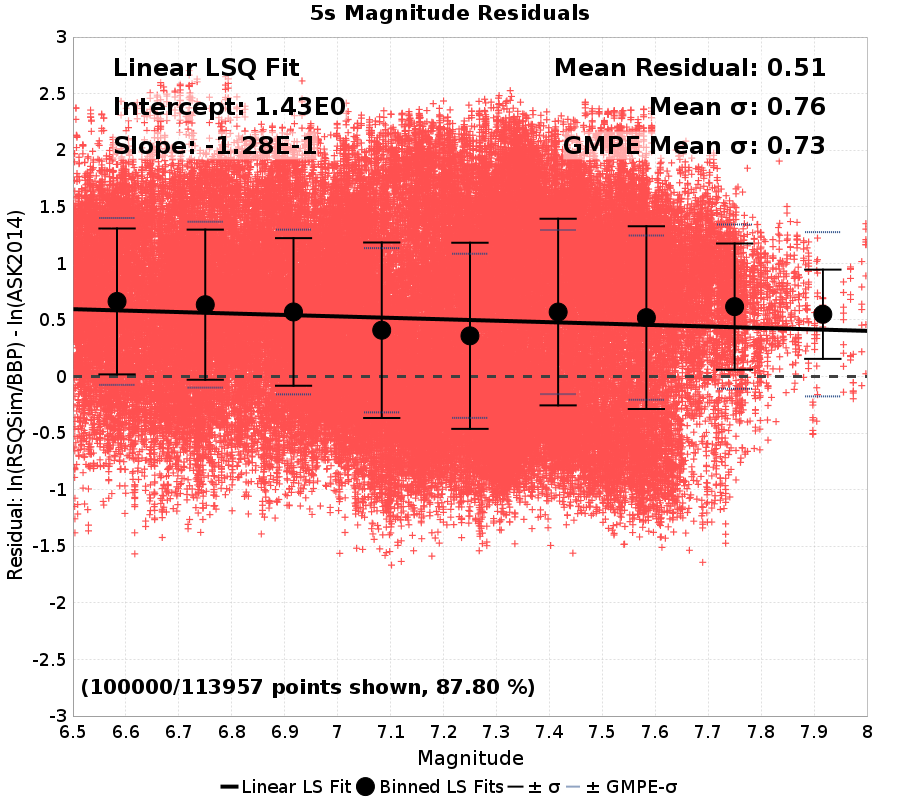 5s Magnitude Residuals
Linear LSQ Fit
Intercept: 1.43E0
Slope: -1.28E-1
Mean Residual: 0.51
Mean σ: 0.76
GMPE Mean σ: 0.73
Residual: ln(RSQSim/BBP) - ln(ASK2014)
3
2.5
2
1.5
1
0.5
0
-0.5
-1
-1.5
-2
-2.5
-3
(100000/113957 points shown, 87.80 %)
6.5 6.6 6.7 6.8 6.9 7 7.1 7.2 7.3 7.4 7.5 7.6 7.7 7.8 7.9 8
Magnitude
Linear LS Fit Binned LS Fits ± σ ± GMPE-σ